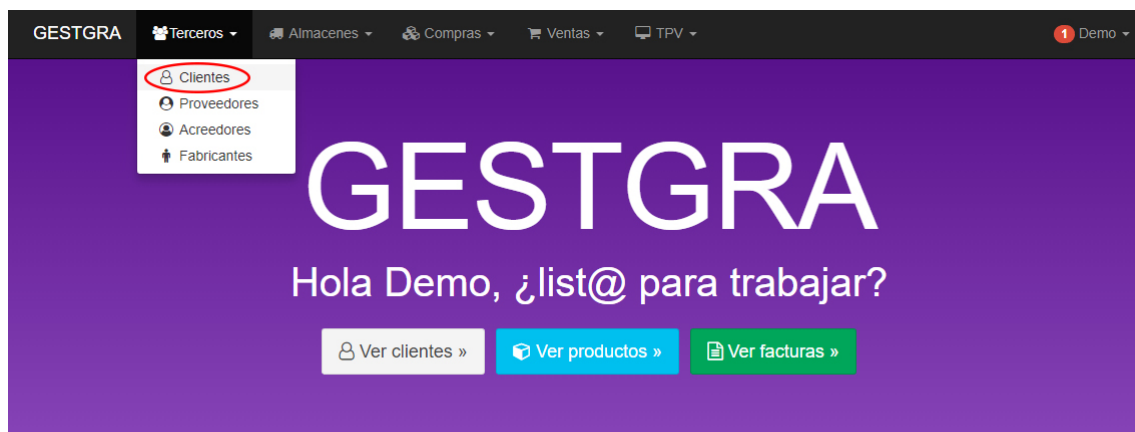 GESTGRA Terceros Almacenes Compras Ventas TPV 1 Demo
Clientes
Proveedores
Acreedores
Fabricantes
GESTGRA
Hola Demo, ¿list@ para trabajar?
Ver clientes » Ver productos » Ver facturas »